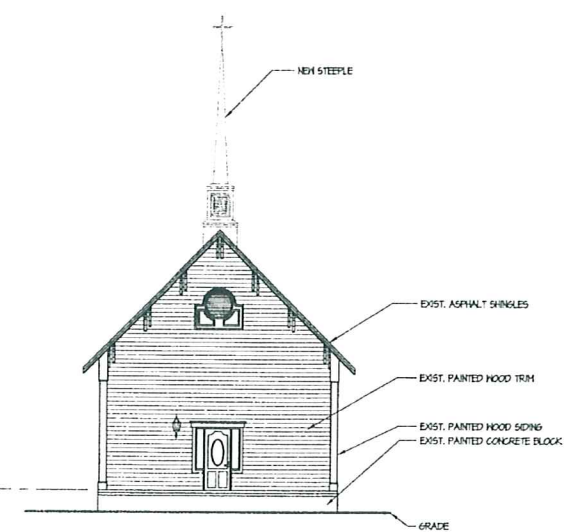 NEW STEEPLE
EXIST. ASPHALT SHINGLES
EXIST. PAINTED WOOD TRIM
EXIST. PAINTED WOOD SIDING
EXIST. PAINTED CONCRETE BLOCK
GRADE